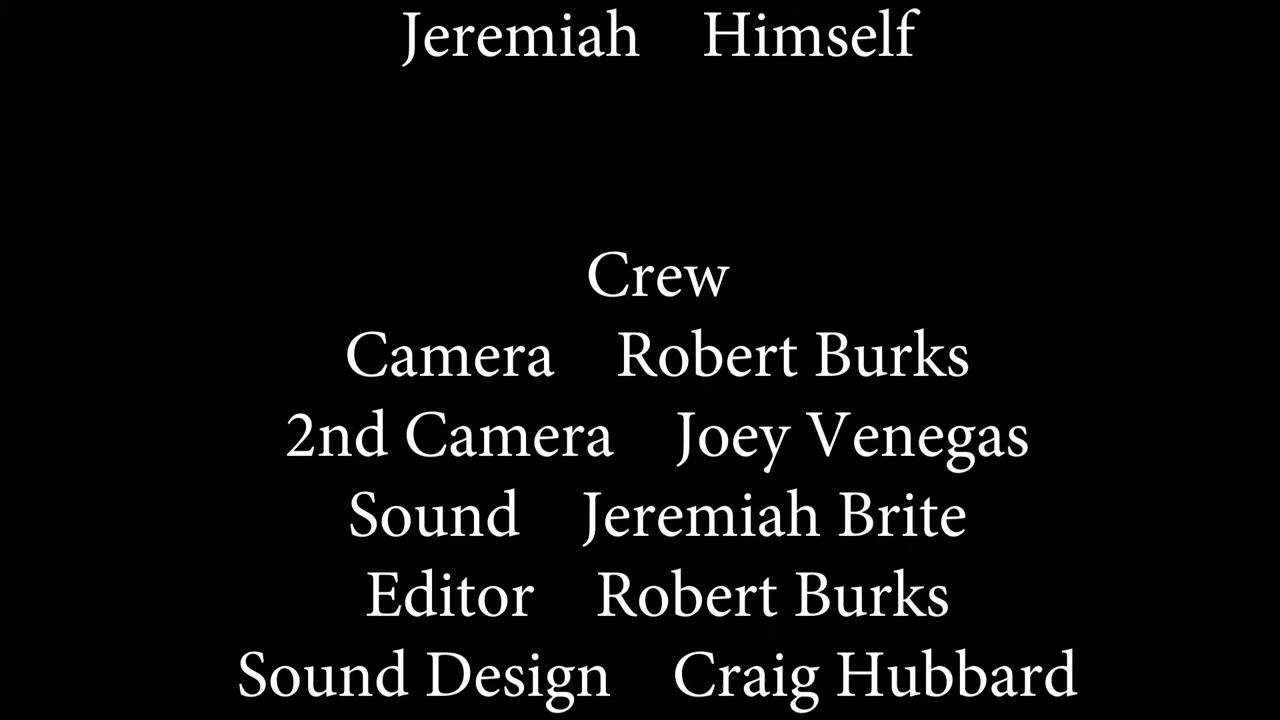 Jeremiah Himself
Crew
Camera Robert Burks
2nd Camera Joey Venegas
Sound Jeremiah Brite
Editor Robert Burks
Sound Design Craig Hubbard